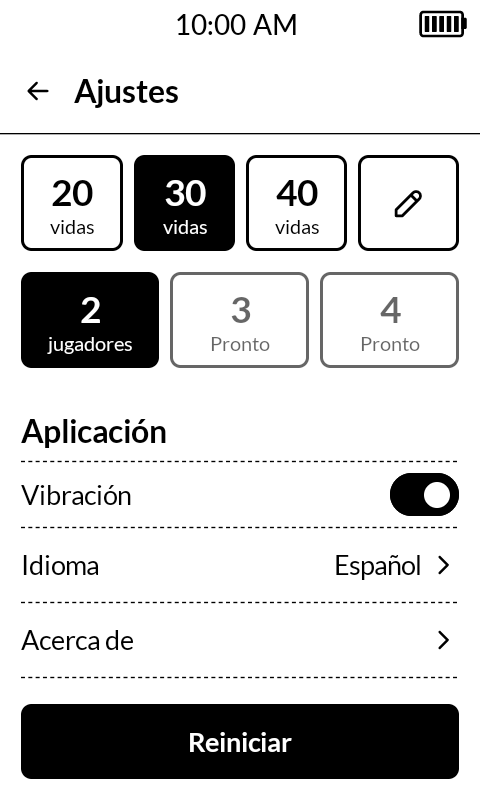 10:00 AM
Ajustes
20
vidas
30
vidas
40
vidas
2
jugadores
3
Pronto
4
Pronto
Aplicación
Vibración
Idioma Español
Acerca de
Reiniciar